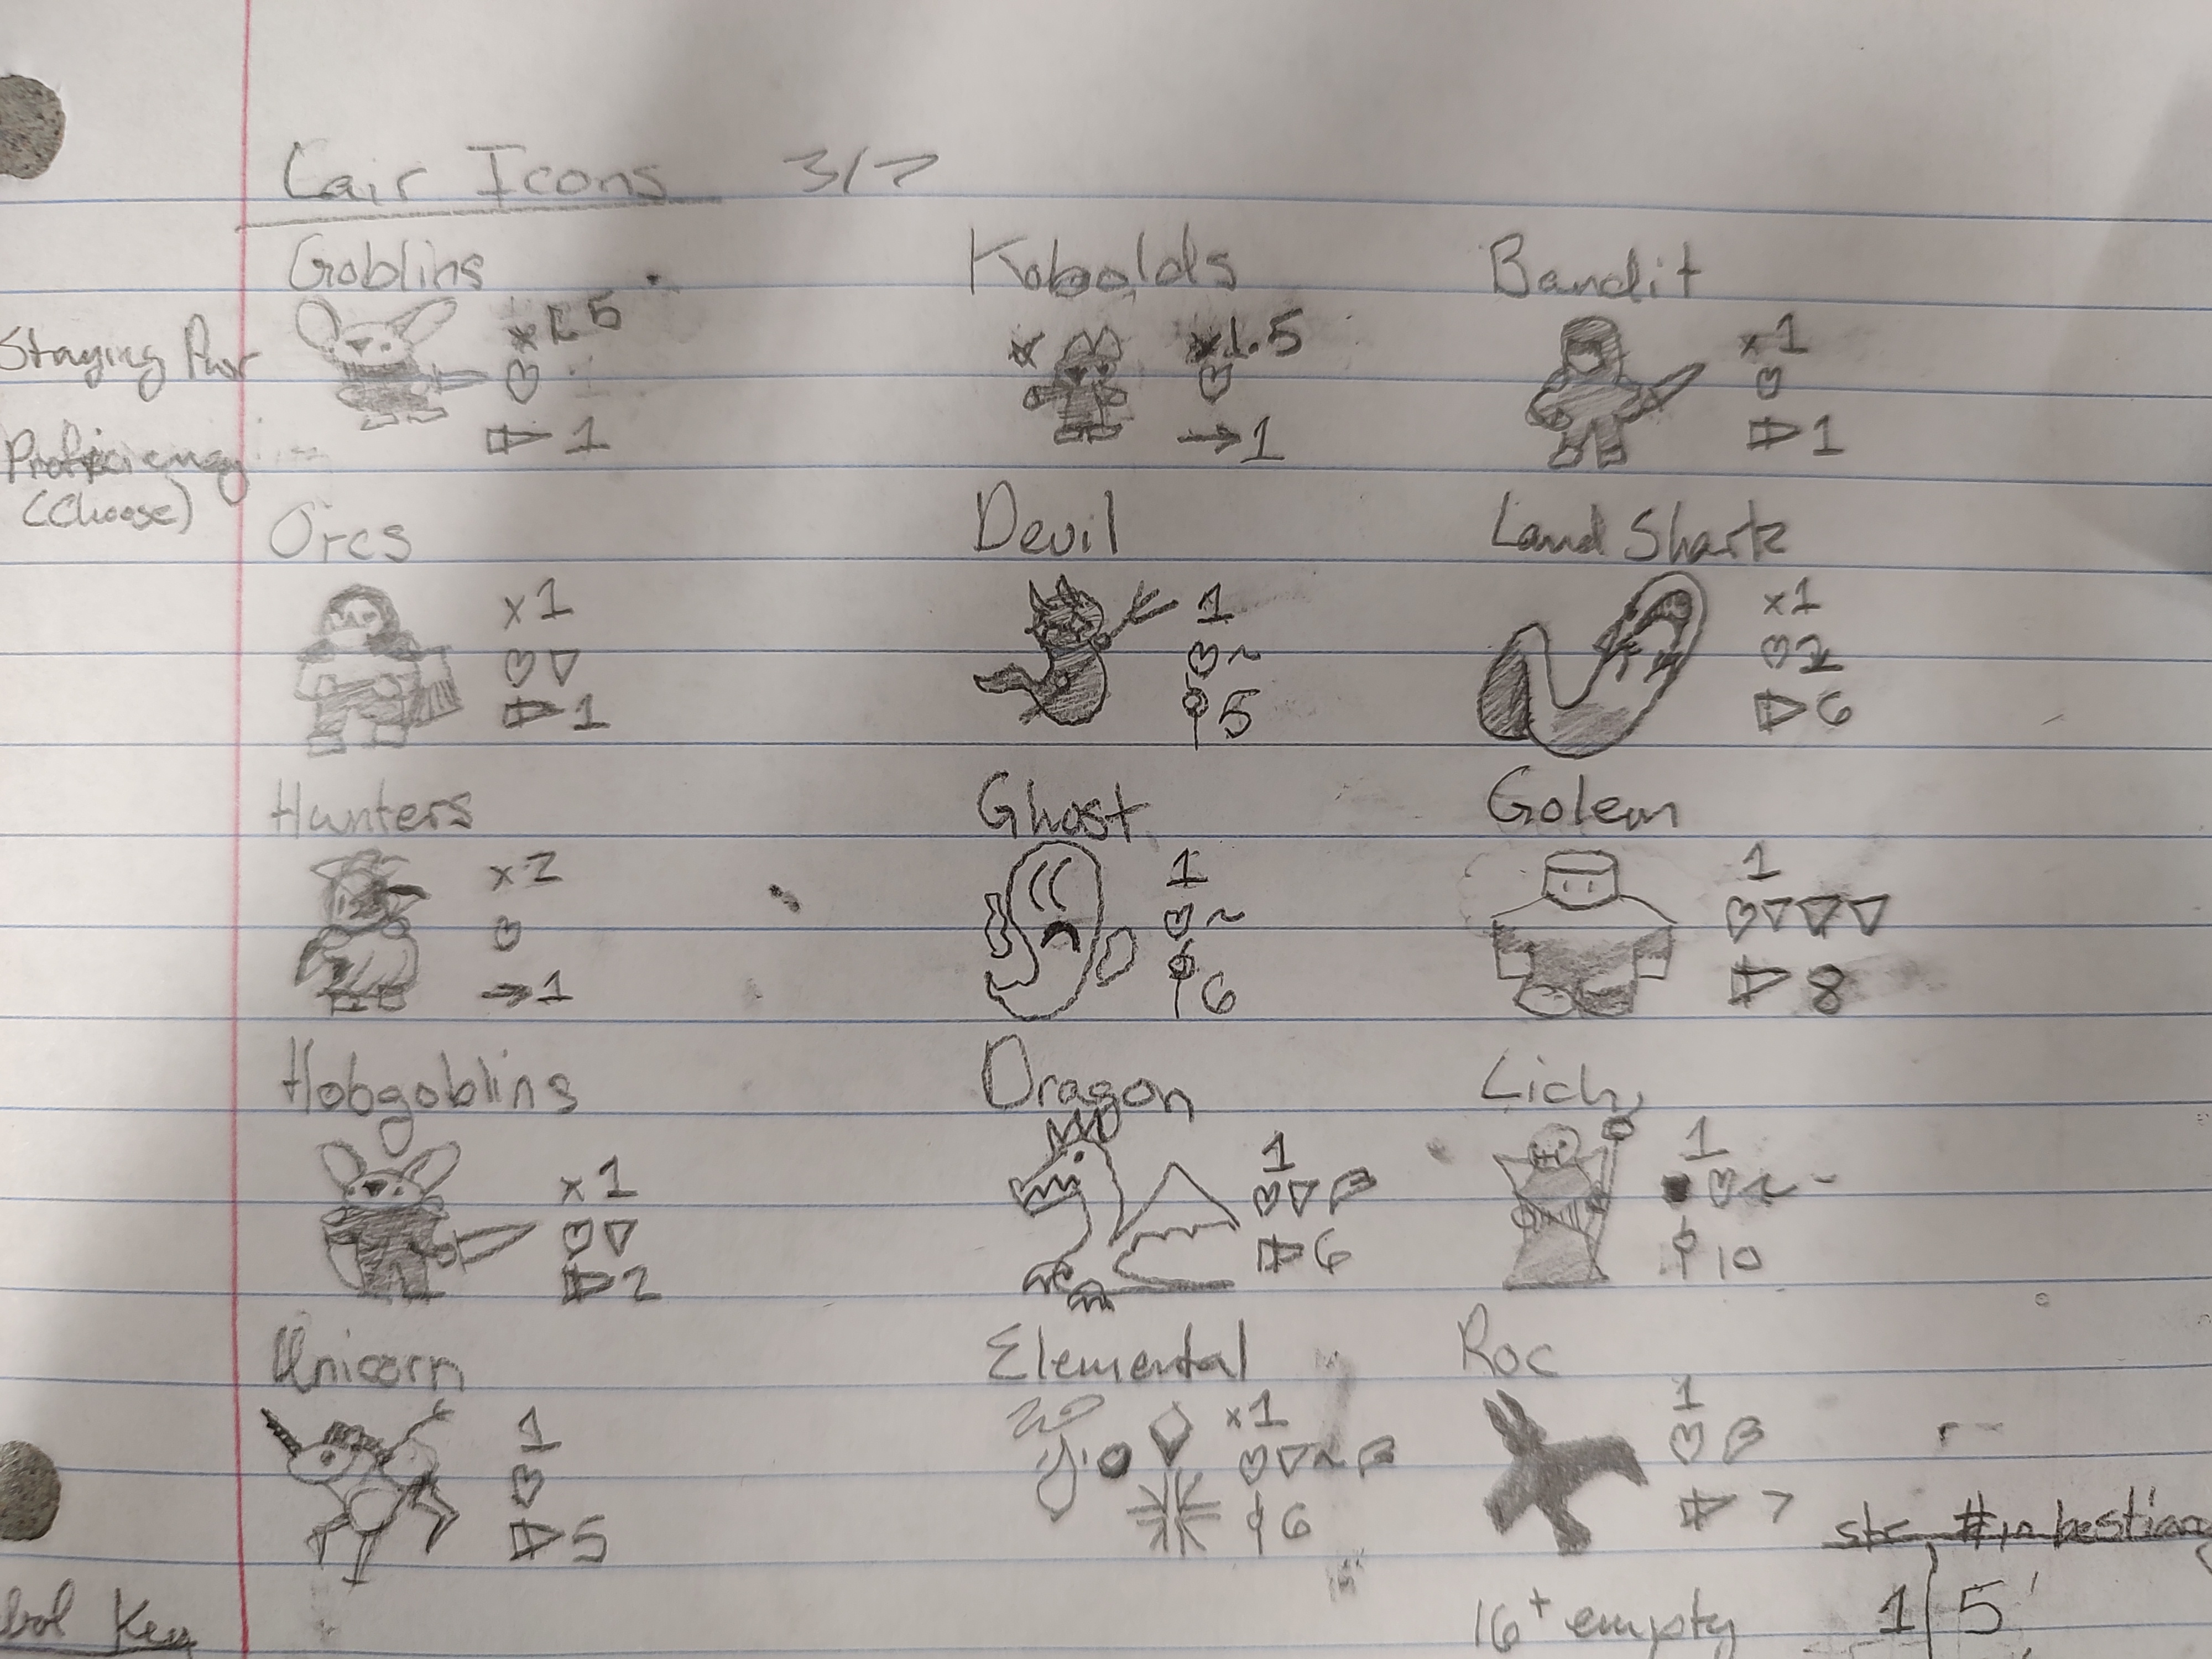 Lair Icons 3/7
Goblins Kobolds Bandit
x1.5 x1.5 x1
Staying Pwr
1 →1 1
Proficiency
(Choose)
Orcs Devil Land Shark
x1 1 x1
♡▽ ♡~ ♡2
1 5 6
Hunters Ghost Golem
x2 1 1
♡ ♡~ ♡▽▽▽
→1 6 8
Hobgoblins Dragon Lich
x1 1 1
♡▽ ♡▽ ♡~
2 6 10
Unicorn Elemental Roc
1 x1 1
♡ ♡▽~ ♡
5 6 7
str # in bestiary
16+ empty 1 5
Key